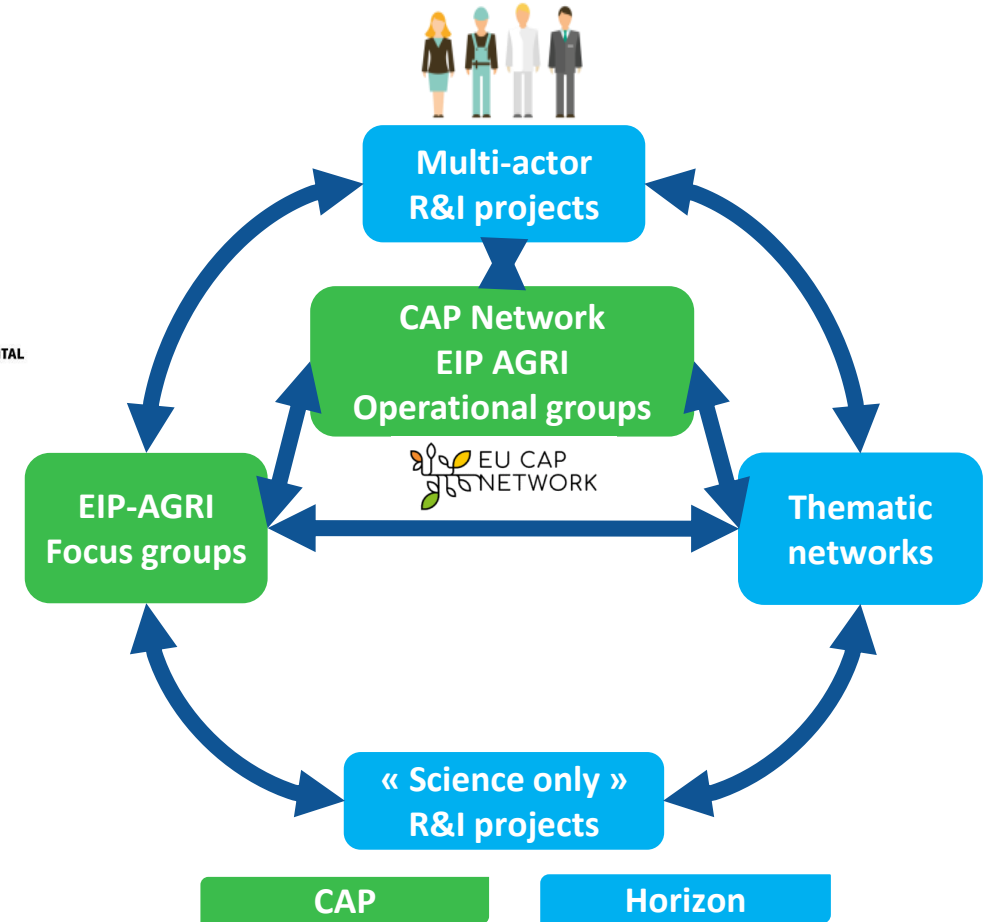 Multi-actor
R&I projects
CAP Network
EIP AGRI
Operational groups
EU CAP
NETWORK
EIP-AGRI
Focus groups
Thematic
networks
« Science only »
R&I projects
CAP
Horizon